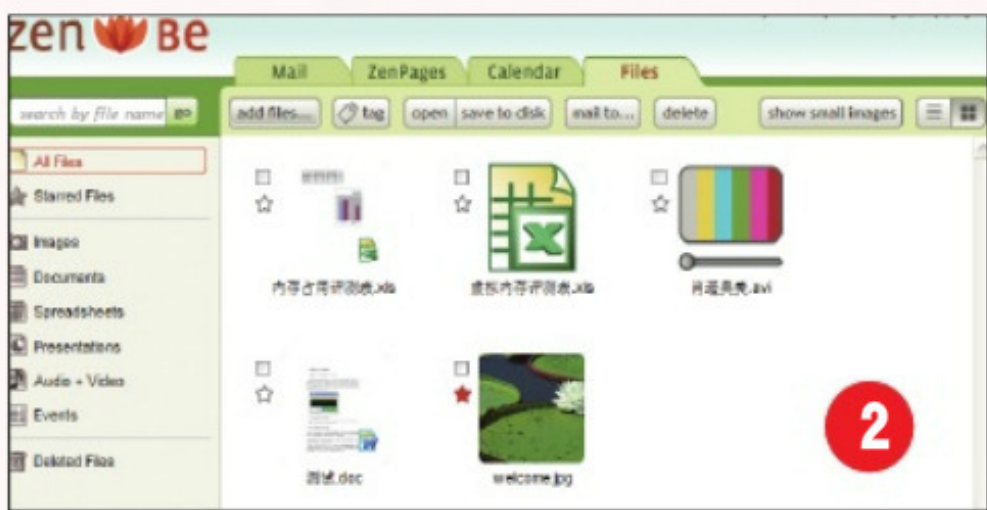 zen Be
Mail ZenPages Calendar Files
search by file name go
add files... tag open save to disk mail to... delete show small images
All Files
Starred Files
Images
Documents
Spreadsheets
Presentations
Audio + Video
Events
Deleted Files
内存占用评测表.xls
虚拟内存评测表.xls
.avi
测试.doc
welcome.jpg
2